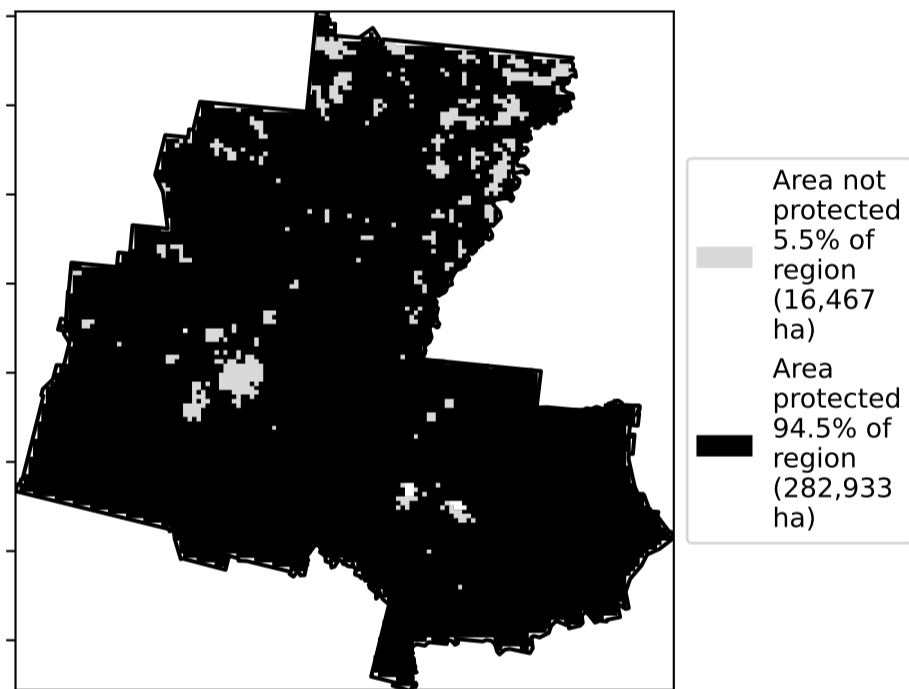 Area not
protected
5.5% of
region
(16,467
ha)
Area
protected
94.5% of
region
(282,933
ha)